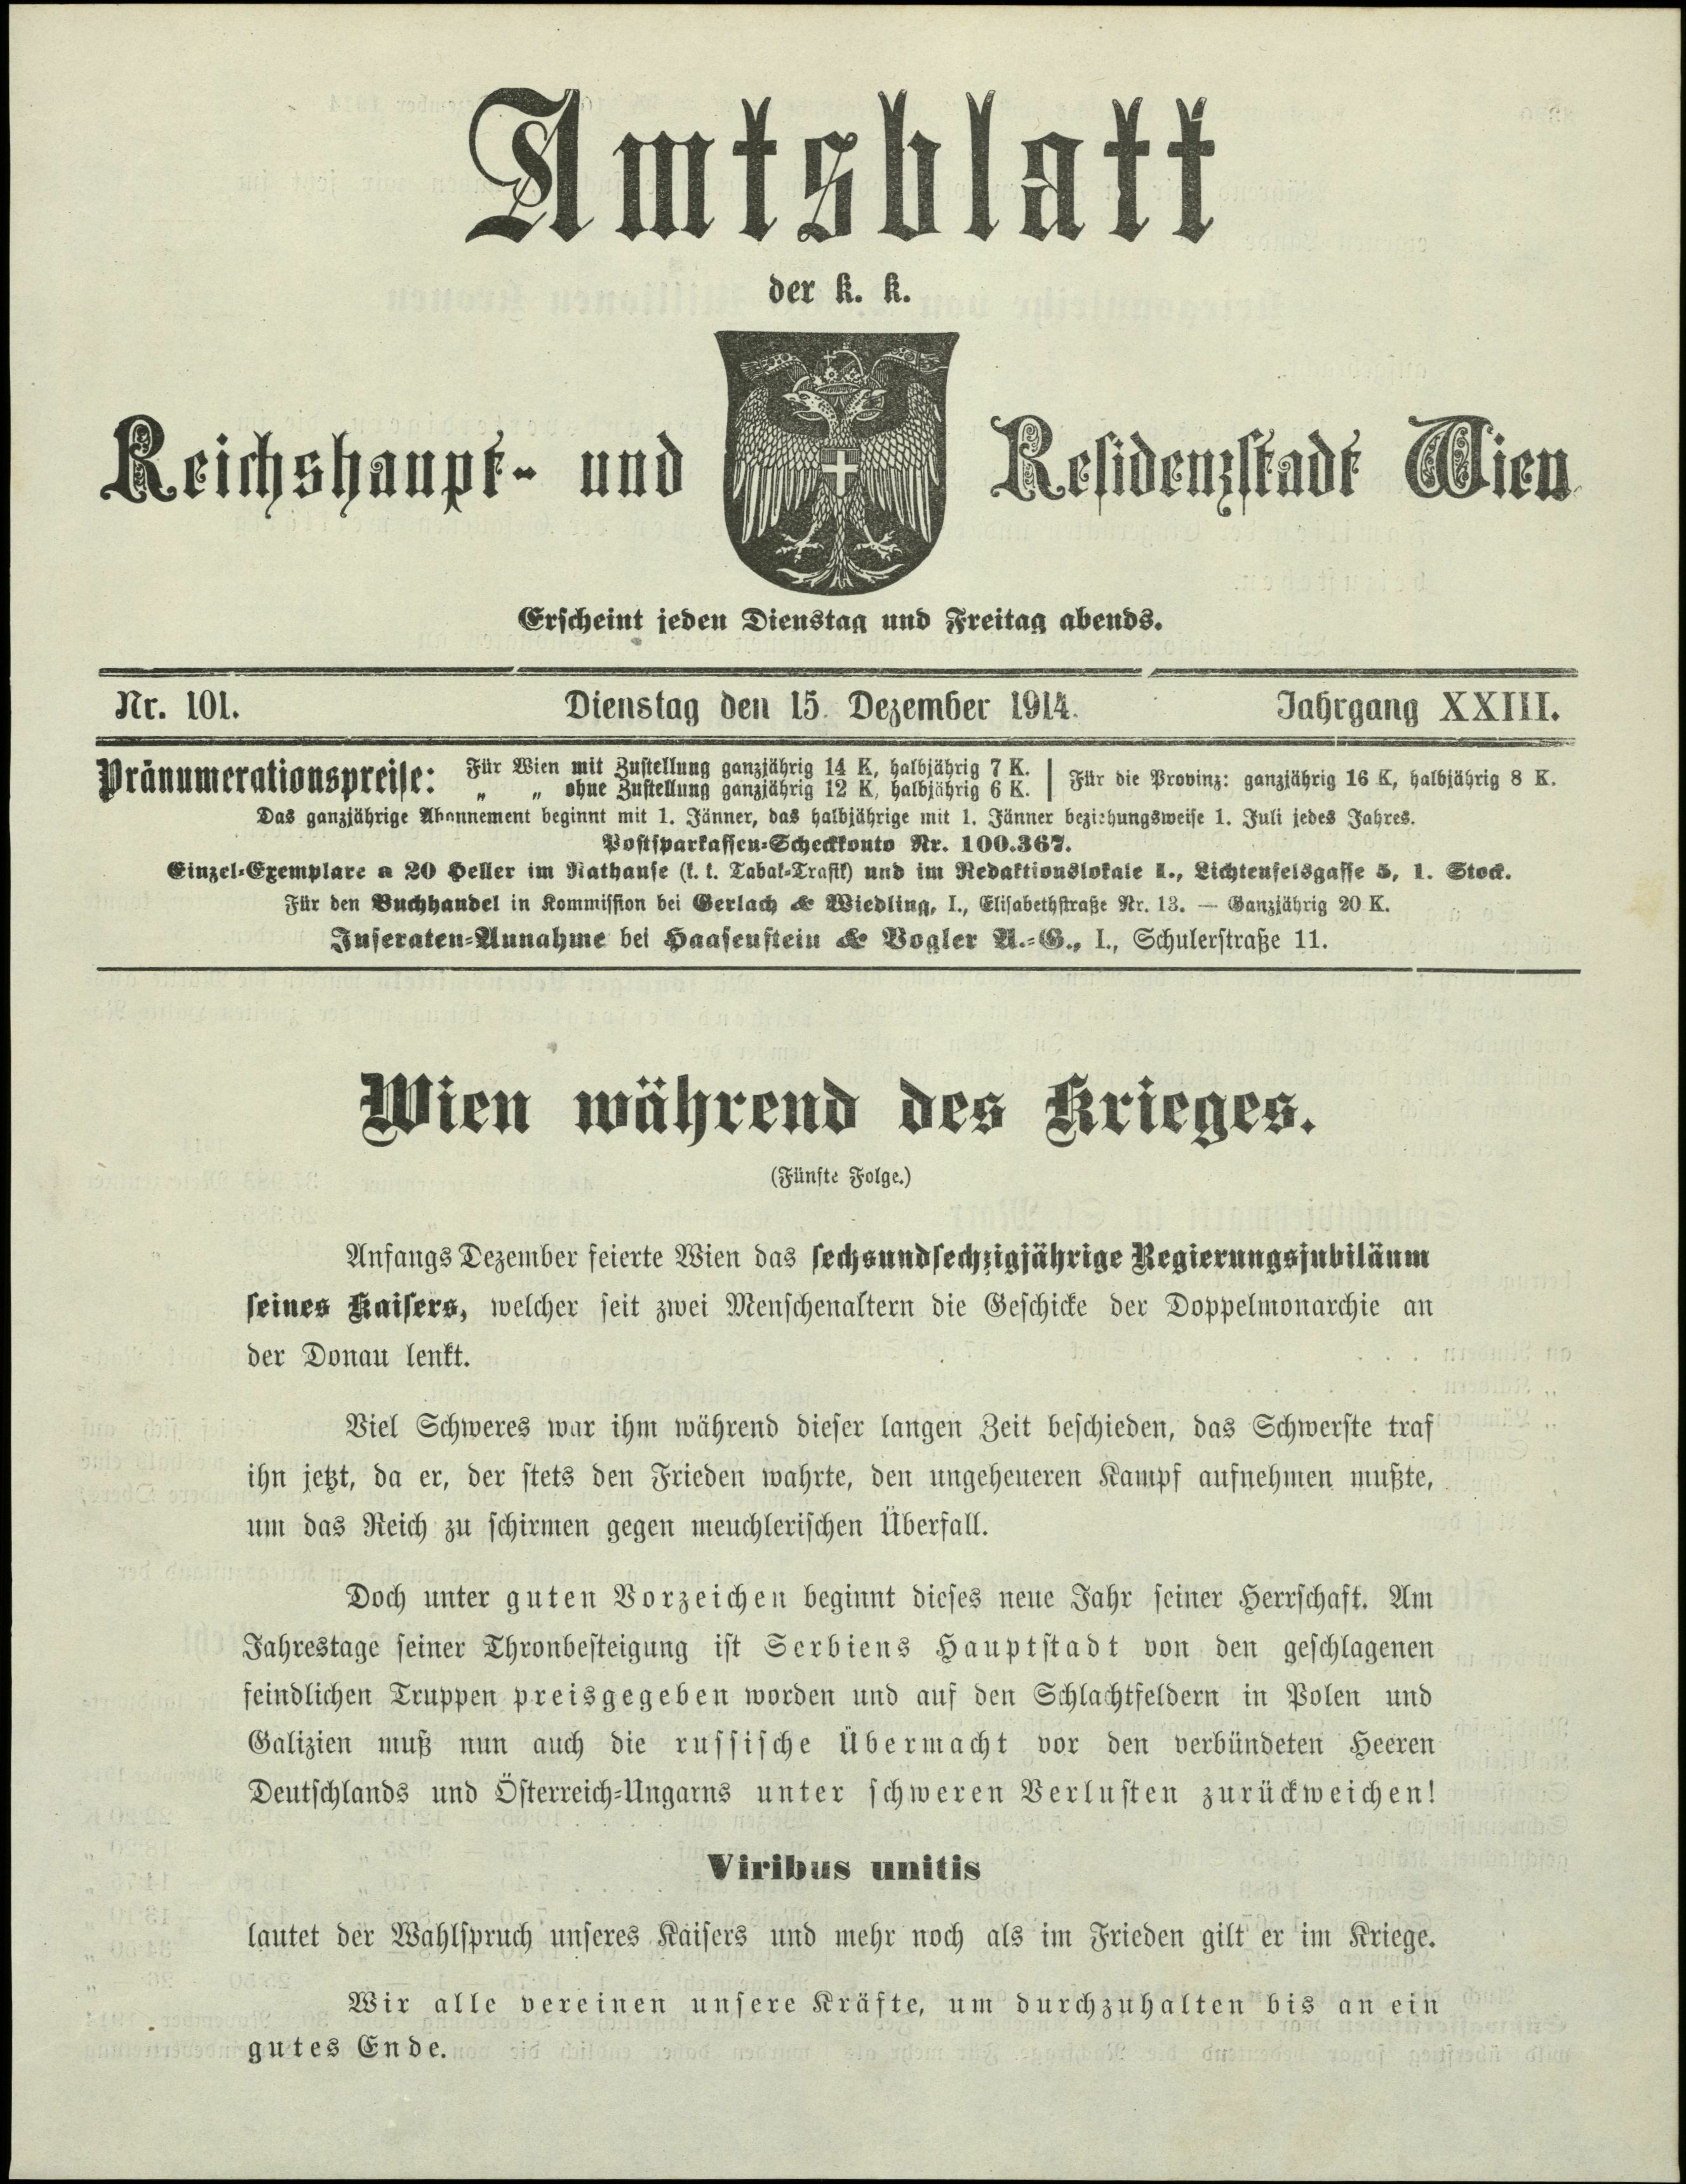 Amtsblatt
der k. k.
Reichshaupt- und Residenzstadt Wien
Erscheint jeden Dienstag und Freitag abends.
Nr. 101. Dienstag den 15. Dezember 1914. Jahrgang XXIII.
Pränumerationspreise: Für Wien mit Zustellung ganzjährig 14 K, halbjährig 7 K.
„ „ ohne Zustellung ganzjährig 12 K, halbjährig 6 K.
Für die Provinz: ganzjährig 16 K, halbjährig 8 K.
Das ganzjährige Abonnement beginnt mit 1. Jänner, das halbjährige mit 1. Jänner beziehungsweise 1. Juli jedes Jahres.
Postsparkassen-Scheckkonto Nr. 100.367.
Einzel-Exemplare a 20 Heller im Rathause (k. k. Tabak-Trafik) und im Redaktionslokale I., Lichtenfelsgasse 5, 1. Stock.
Für den Buchhandel in Kommission bei Gerlach & Wiedling, I., Elisabethstraße Nr. 13. — Ganzjährig 20 K.
Inseraten-Annahme bei Haasenstein & Vogler A.-G., I., Schulerstraße 11.
Wien während des Krieges.
(Fünfte Folge.)
Anfangs Dezember feierte Wien das sechsundsechzigjährige Regierungsjubiläum
seines Kaisers, welcher seit zwei Menschenaltern die Geschicke der Doppelmonarchie an
der Donau lenkt.
Viel Schweres war ihm während dieser langen Zeit beschieden, das Schwerste traf
ihn jetzt, da er, der stets den Frieden wahrte, den ungeheueren Kampf aufnehmen mußte,
um das Reich zu schirmen gegen meuchlerischen Überfall.
Doch unter guten Vorzeichen beginnt dieses neue Jahr seiner Herrschaft. Am
Jahrestage seiner Thronbesteigung ist Serbiens Hauptstadt von den geschlagenen
feindlichen Truppen preisgegeben worden und auf den Schlachtfeldern in Polen und
Galizien muß nun auch die russische Übermacht vor den verbündeten Heeren
Deutschlands und Österreich-Ungarns unter schweren Verlusten zurückweichen!
Viribus unitis
lautet der Wahlspruch unseres Kaisers und mehr noch als im Frieden gilt er im Kriege.
Wir alle vereinen unsere Kräfte, um durchzuhalten bis an ein
gutes Ende.